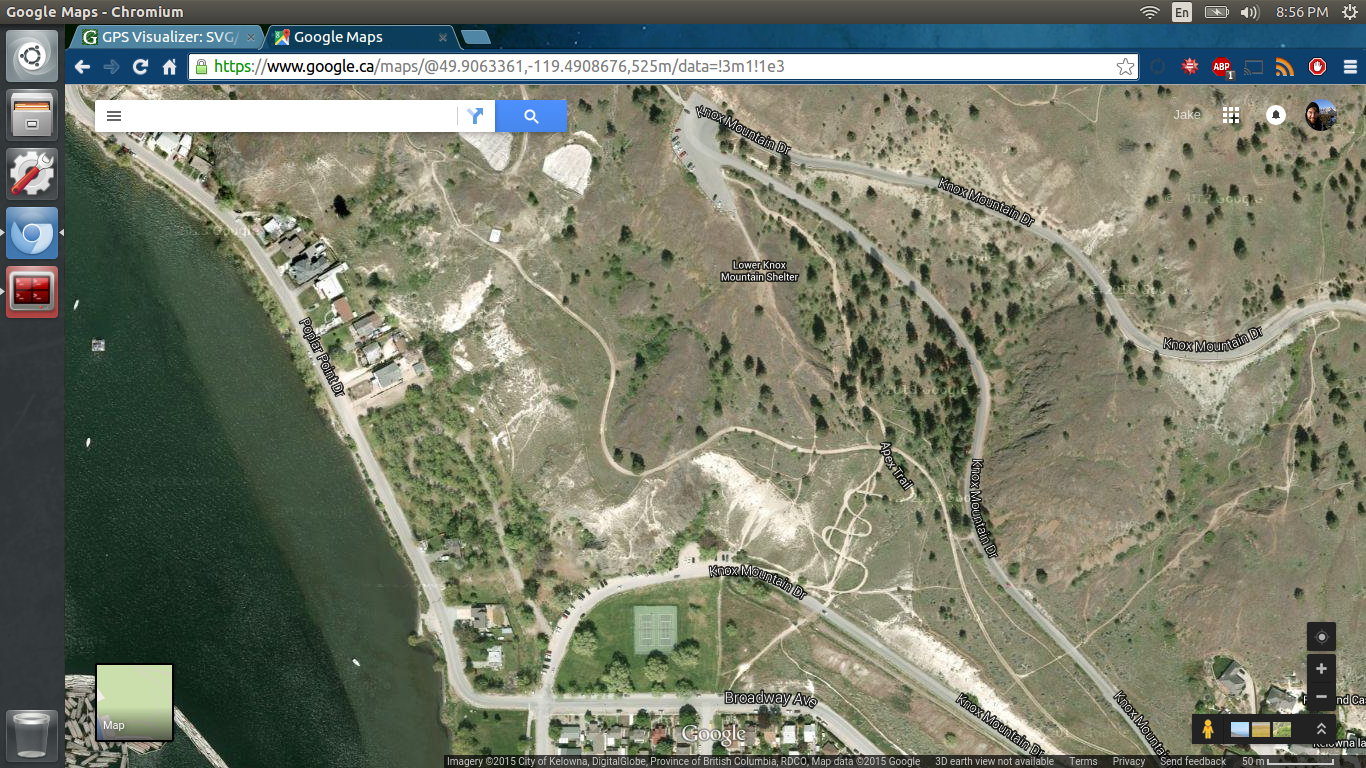 Google Maps - Chromium
En
8:56 PM
GPS Visualizer: SVG/
Google Maps
https://www.google.ca/maps/@49.9063361,-119.4908676,525m/data=!3m1!1e3
ABP
1
Jake
Knox Mountain Dr
Knox Mountain Dr
Lower Knox
Mountain Shelter
Poplar Point Dr
Knox Mountain Dr
Apex Trail
Knox Mountain Dr
Knox Mountain Dr
Broadway Ave
Knox Mountain Dr
Knox Mountain
Map
Google
Imagery ©2015 City of Kelowna, DigitalGlobe, Province of British Columbia, RDCO, Map data ©2015 Google
3D earth view not available
Terms
Privacy
Send feedback
50 m